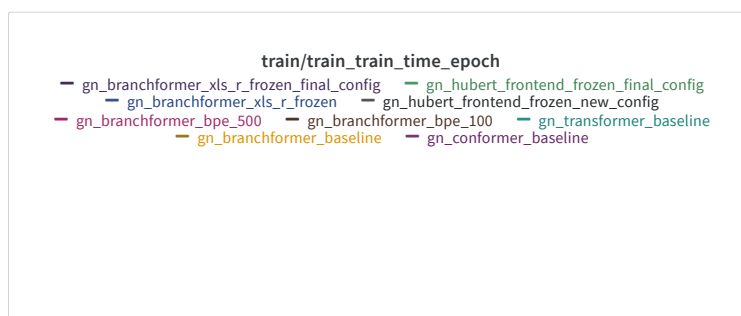 train/train_train_time_epoch
gn_branchformer_xls_r_frozen_final_config gn_hubert_frontend_frozen_final_config
gn_branchformer_xls_r_frozen gn_hubert_frontend_frozen_new_config
gn_branchformer_bpe_500 gn_branchformer_bpe_100 gn_transformer_baseline
gn_branchformer_baseline gn_conformer_baseline